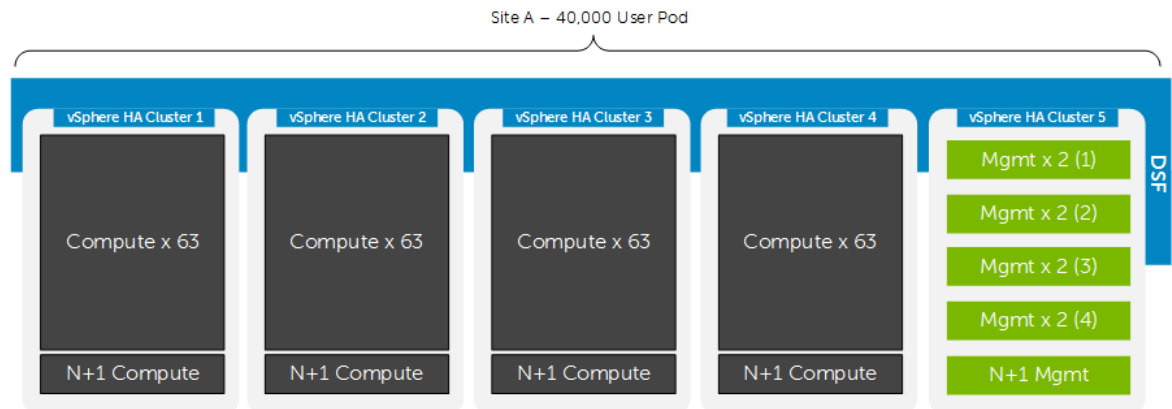 Site A – 40,000 User Pod
vSphere HA Cluster 1
vSphere HA Cluster 2
vSphere HA Cluster 3
vSphere HA Cluster 4
vSphere HA Cluster 5
Compute x 63
Compute x 63
Compute x 63
Compute x 63
Mgmt x 2 (1)
Mgmt x 2 (2)
Mgmt x 2 (3)
Mgmt x 2 (4)
DSF
N+1 Compute
N+1 Compute
N+1 Compute
N+1 Compute
N+1 Mgmt